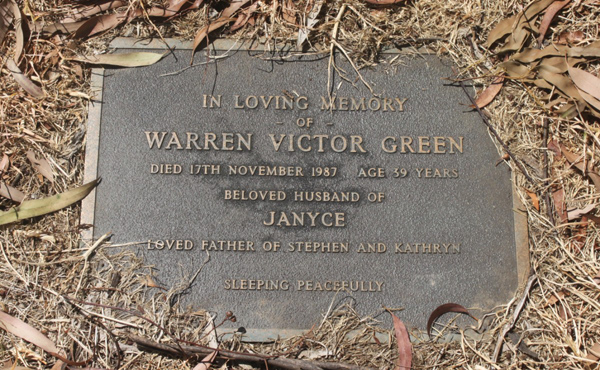 IN LOVING MEMORY
- OF -
WARREN VICTOR GREEN
DIED 17TH NOVEMBER 1987 AGE 39 YEARS
BELOVED HUSBAND OF
JANYCE
LOVED FATHER OF STEPHEN AND KATHRYN
SLEEPING PEACEFULLY